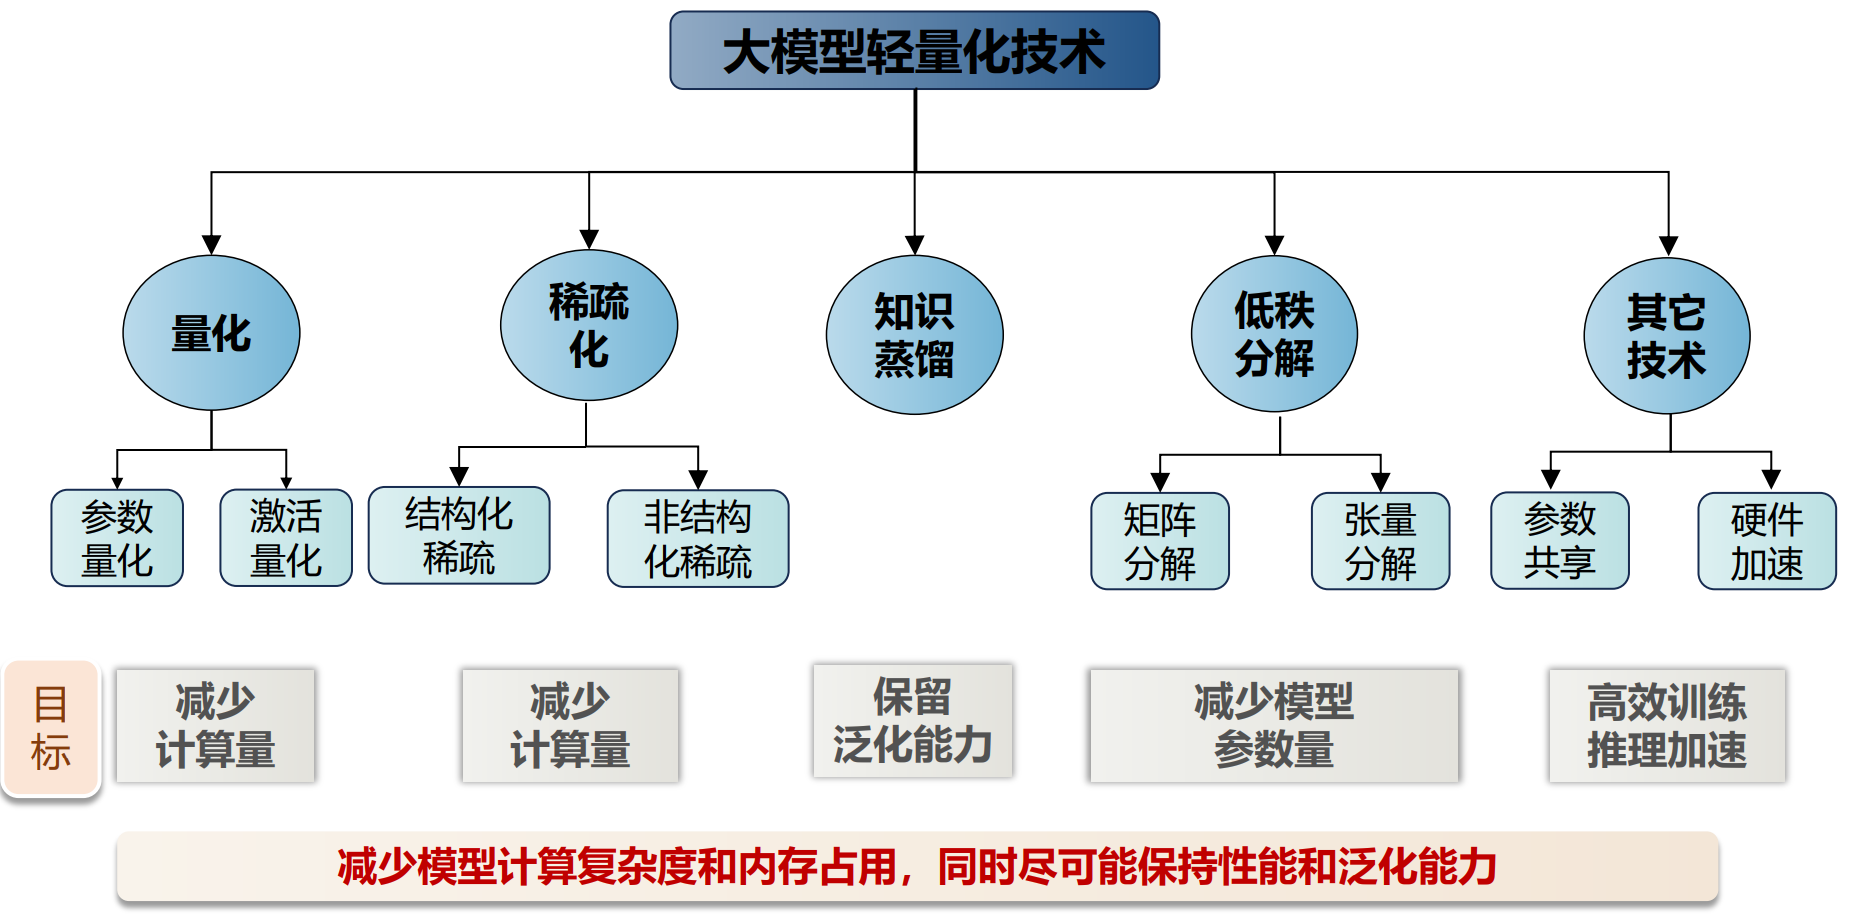 大模型轻量化技术
量化
稀疏
化
知识
蒸馏
低秩
分解
其它
技术
参数
量化
激活
量化
结构化
稀疏
非结构
化稀疏
矩阵
分解
张量
分解
参数
共享
硬件
加速
目
标
减少
计算量
减少
计算量
保留
泛化能力
减少模型
参数量
高效训练
推理加速
减少模型计算复杂度和内存占用，同时尽可能保持性能和泛化能力